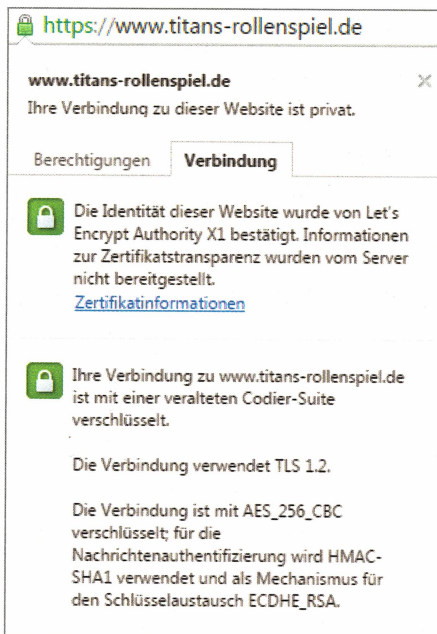 https://www.titans-rollenspiel.de
www.titans-rollenspiel.de
Ihre Verbindung zu dieser Website ist privat.
Berechtigungen Verbindung
Die Identität dieser Website wurde von Let's
Encrypt Authority X1 bestätigt. Informationen
zur Zertifikatstransparenz wurden vom Server
nicht bereitgestellt.
Zertifikatinformationen
Ihre Verbindung zu www.titans-rollenspiel.de
ist mit einer veralteten Codier-Suite
verschlüsselt.
Die Verbindung verwendet TLS 1.2.
Die Verbindung ist mit AES_256_CBC
verschlüsselt; für die
Nachrichtenauthentifizierung wird HMAC-
SHA1 verwendet und als Mechanismus für
den Schlüsselaustausch ECDHE_RSA.